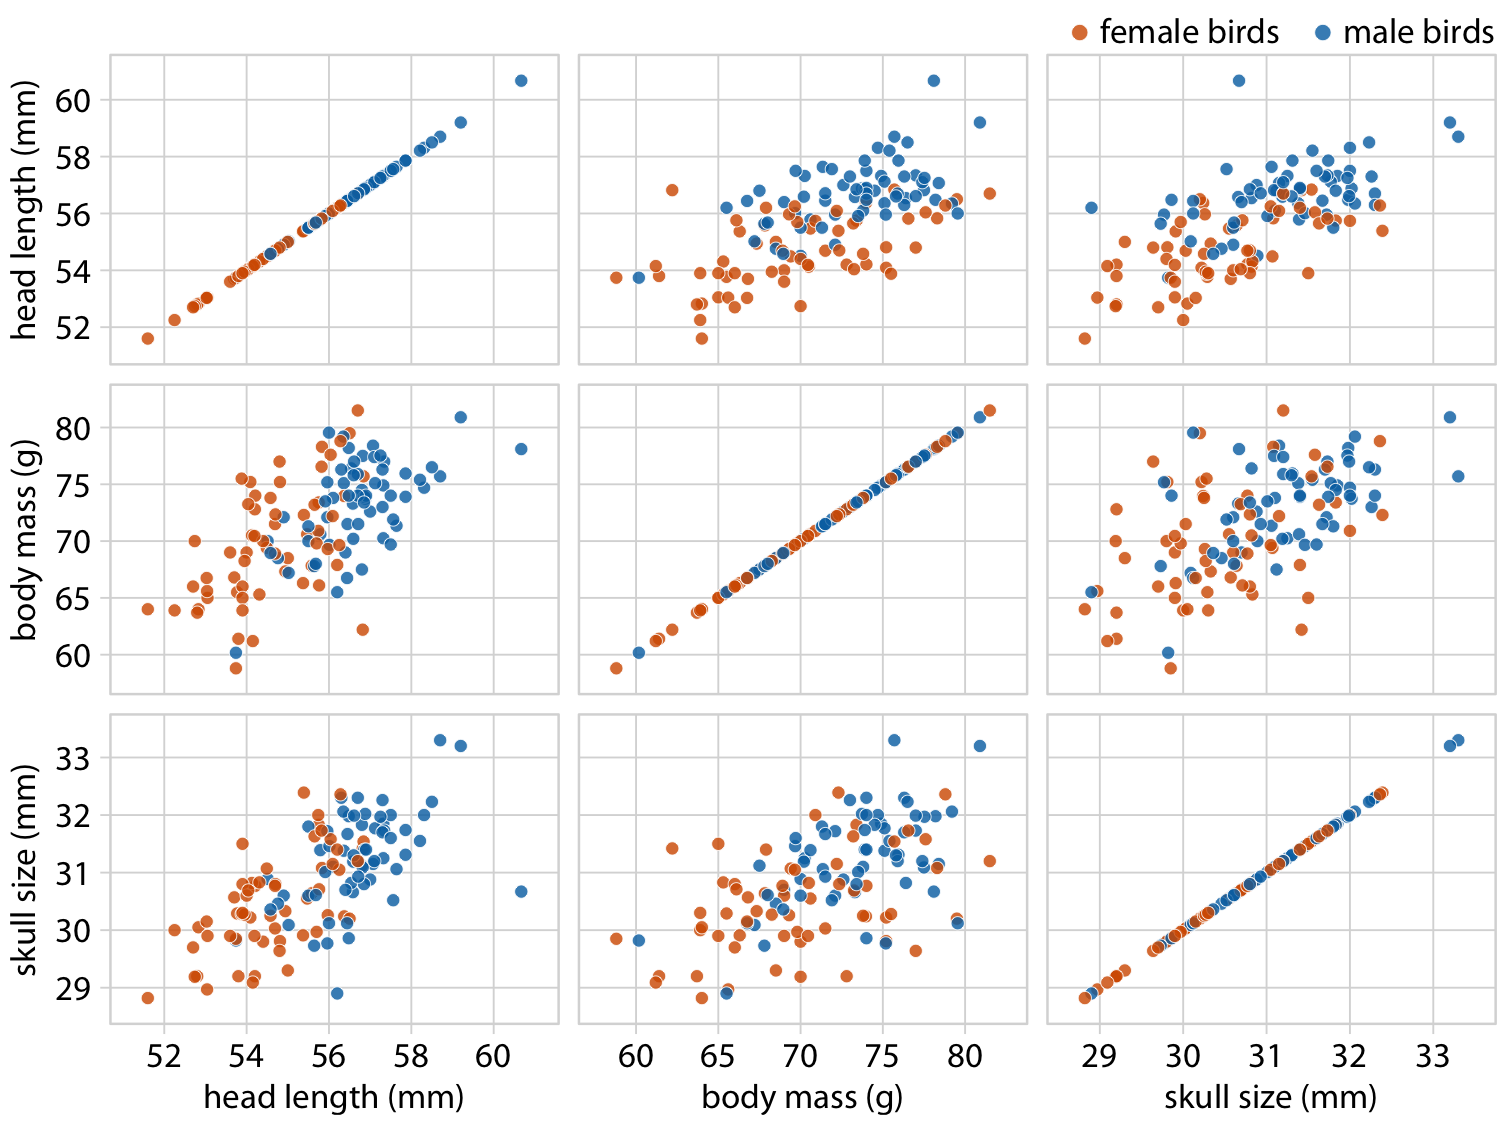 female birds male birds
head length (mm)
60
58
56
54
52
body mass (g)
80
75
70
65
60
skull size (mm)
33
32
31
30
29
52 54 56 58 60 60 65 70 75 80 29 30 31 32 33
head length (mm) body mass (g) skull size (mm)